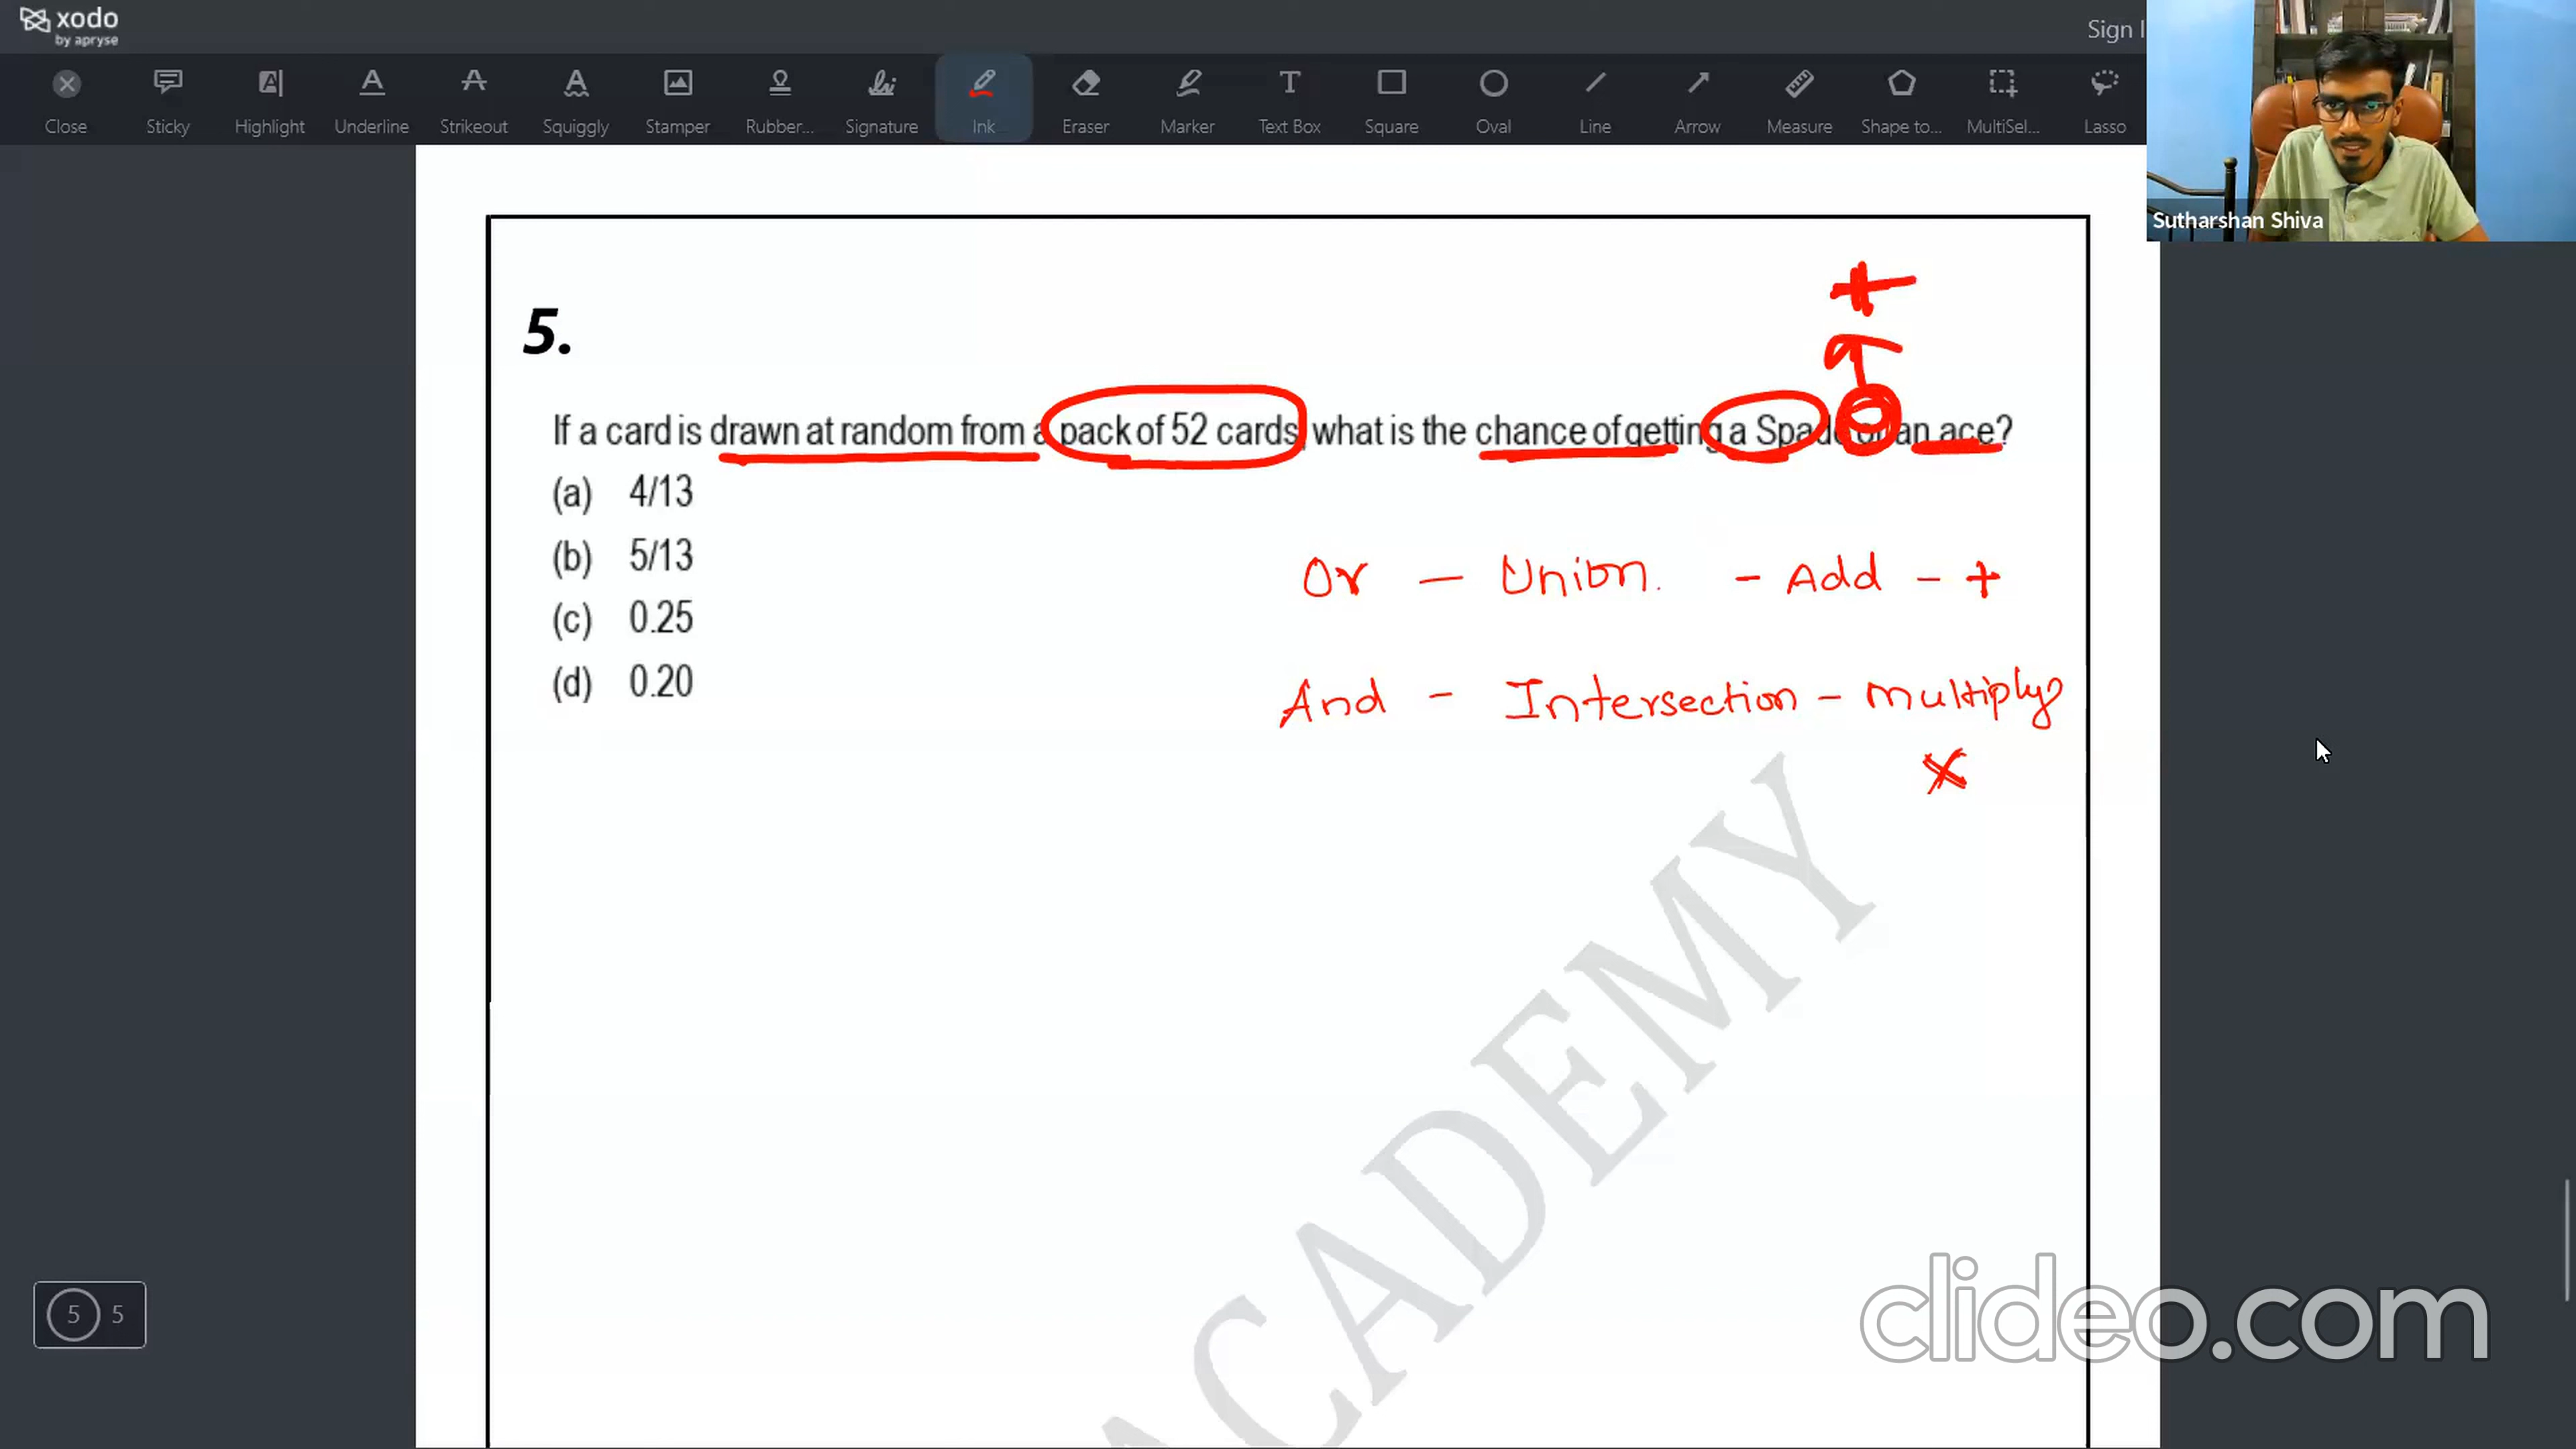 xodo
by apryse
Sign I
Close Sticky Highlight Underline Strikeout Squiggly Stamper Rubber... Signature Ink Eraser Marker Text Box Square Oval Line Arrow Measure Shape to... MultiSel... Lasso
Sutharshan Shiva
+
5.
If a card is drawn at random from a pack of 52 cards, what is the chance of getting a Spade or an ace?
(a) 4/13
(b) 5/13
(c) 0.25
(d) 0.20
Or — Union. - Add - +
And - Intersection - multiply
×
ACADEMY
5 5
clideo.com